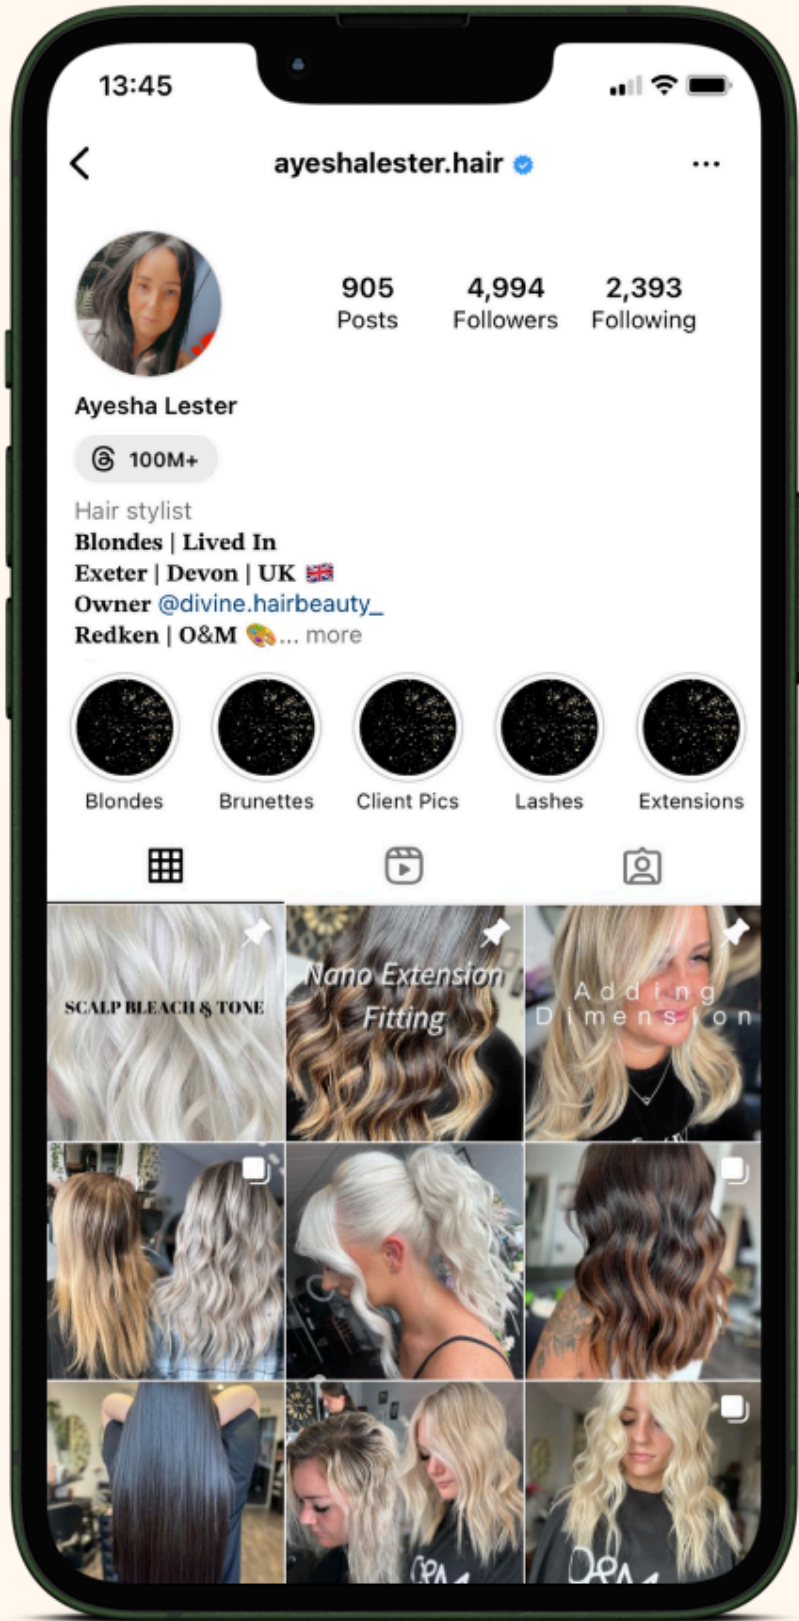 13:45
ayeshalester.hair
905 4,994 2,393
Posts Followers Following
Ayesha Lester
100M+
Hair stylist
Blondes | Lived In
Exeter | Devon | UK 🇬🇧
Owner @divine.hairbeauty_
Redken | O&M 🎨... more
Blondes Brunettes Client Pics Lashes Extensions
SCALP BLEACH & TONE
Nano Extension
Fitting
Adding
Dimension
O&M
O&M